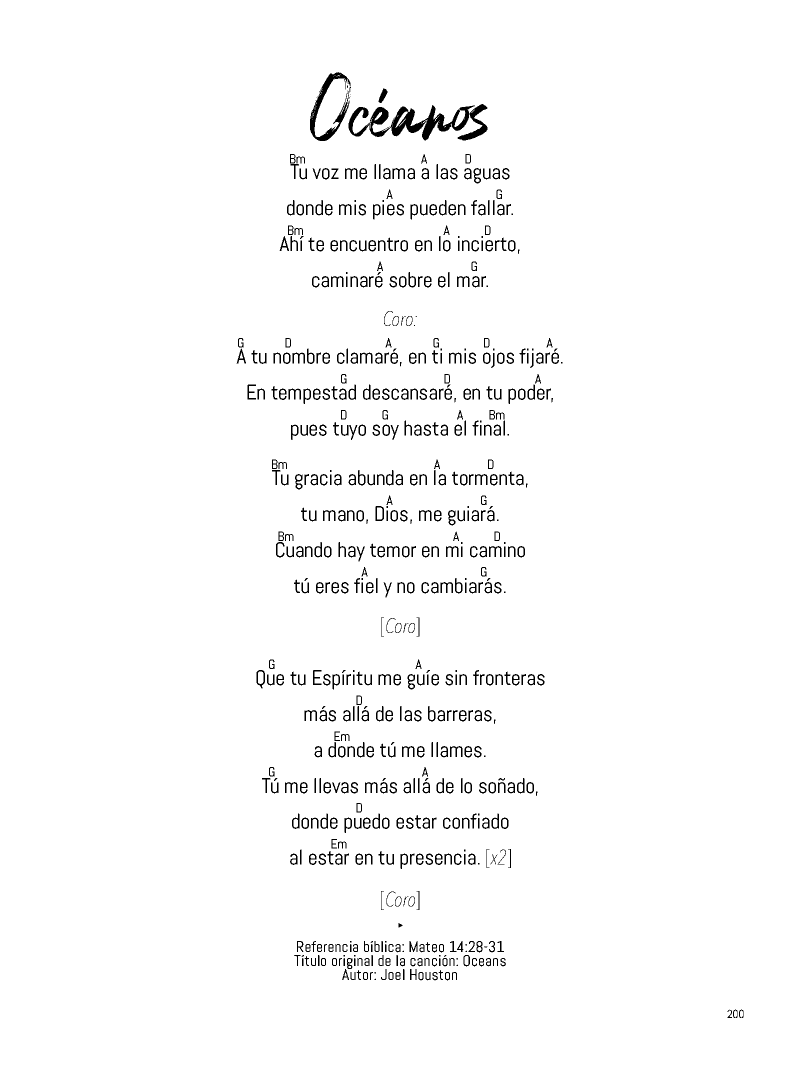 Océanos
Bm A D
Tu voz me llama a las aguas
A G
donde mis pies pueden fallar.
Bm A D
Ahí te encuentro en lo incierto,
A G
caminaré sobre el mar.
Coro:
G D A G D A
A tu nombre clamaré, en ti mis ojos fijaré.
G D A
En tempestad descansaré, en tu poder,
D G A Bm
pues tuyo soy hasta el final.
Bm A D
Tu gracia abunda en la tormenta,
A G
tu mano, Dios, me guiará.
Bm A D
Cuando hay temor en mi camino
A G
tú eres fiel y no cambiarás.
[Coro]
G A
Que tu Espíritu me guíe sin fronteras
D
más allá de las barreras,
Em
a donde tú me llames.
G A
Tú me llevas más allá de lo soñado,
D
donde puedo estar confiado
Em
al estar en tu presencia. [x2]
[Coro]
Referencia bíblica: Mateo 14:28-31
Título original de la canción: Oceans
Autor: Joel Houston
200